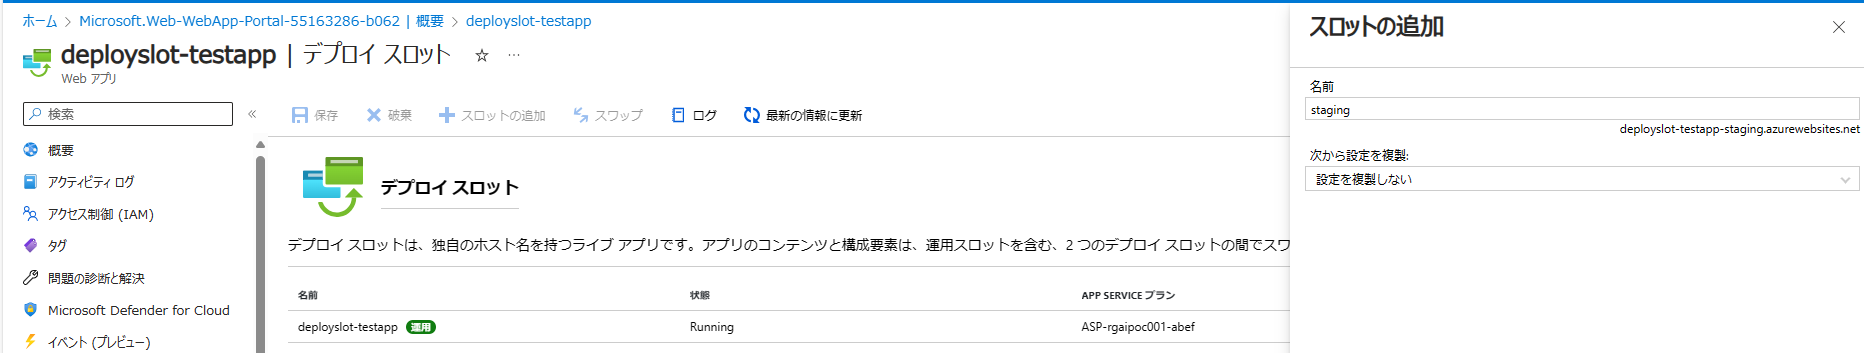 ホーム > Microsoft.Web-WebApp-Portal-55163286-b062 | 概要 > deployslot-testapp
deployslot-testapp | デプロイ スロット ☆ …
Web アプリ
検索 «
概要
アクティビティ ログ
アクセス制御 (IAM)
タグ
問題の診断と解決
Microsoft Defender for Cloud
イベント (プレビュー)
保存 破棄 スロットの追加 スワップ ログ 最新の情報に更新
デプロイ スロット
デプロイ スロットは、独自のホスト名を持つライブ アプリです。アプリのコンテンツと構成要素は、運用スロットを含む、2 つのデプロイ スロットの間でスワ
名前 状態 APP SERVICE プラン
deployslot-testapp 運用 Running ASP-rgaipoc001-abef
スロットの追加
名前
staging
deployslot-testapp-staging.azurewebsites.net
次から設定を複製:
設定を複製しない